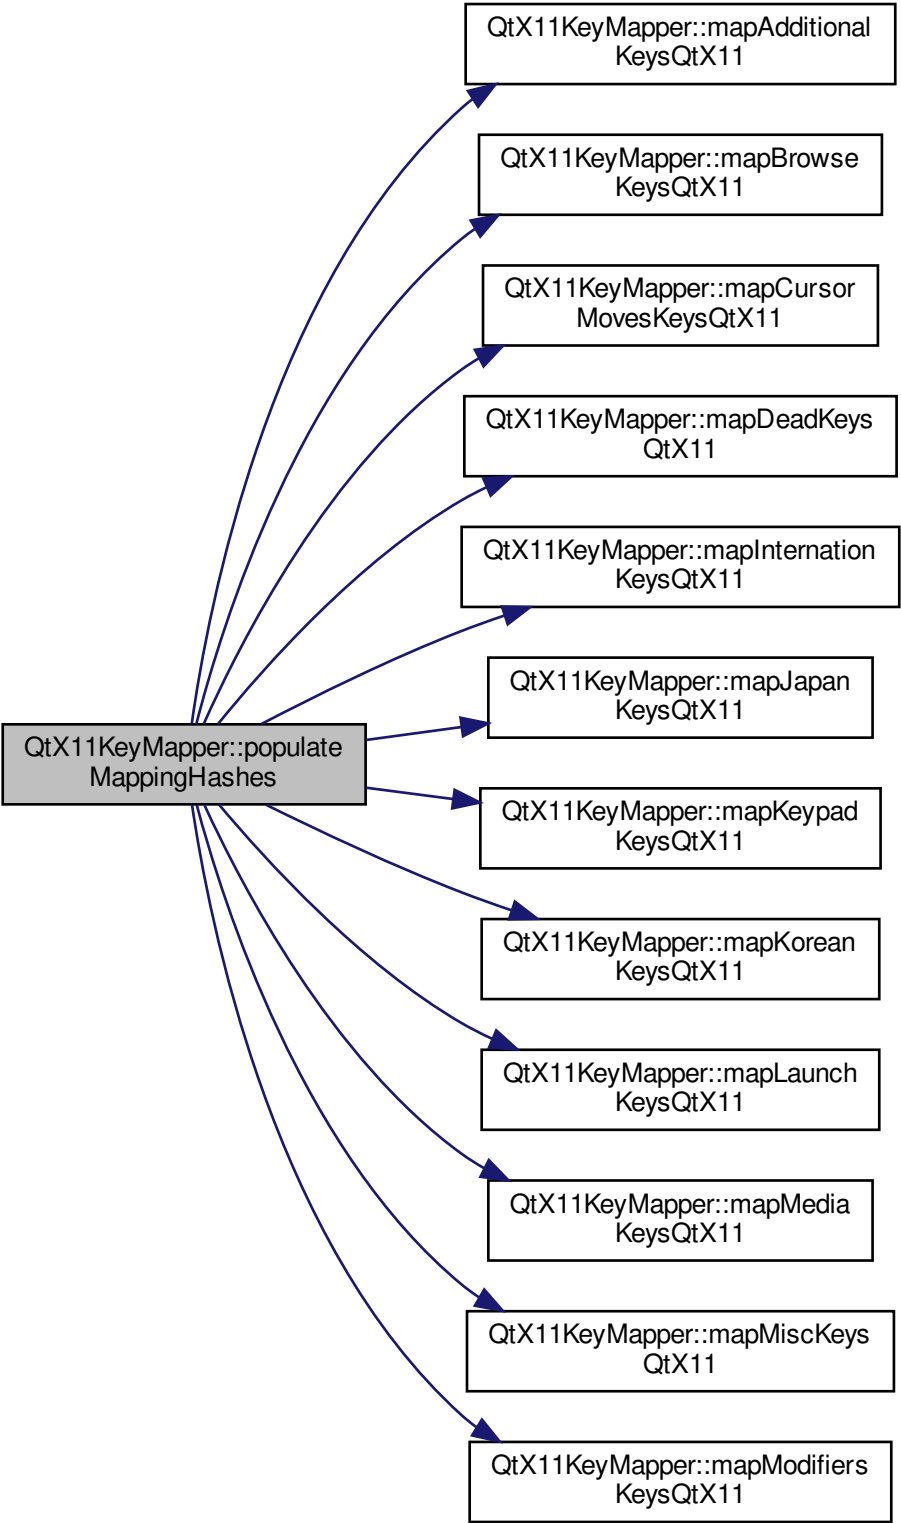 QtX11KeyMapper::mapAdditional
KeysQtX11
QtX11KeyMapper::mapBrowse
KeysQtX11
QtX11KeyMapper::mapCursor
MovesKeysQtX11
QtX11KeyMapper::mapDeadKeys
QtX11
QtX11KeyMapper::mapInternation
KeysQtX11
QtX11KeyMapper::mapJapan
KeysQtX11
QtX11KeyMapper::populate
MappingHashes
QtX11KeyMapper::mapKeypad
KeysQtX11
QtX11KeyMapper::mapKorean
KeysQtX11
QtX11KeyMapper::mapLaunch
KeysQtX11
QtX11KeyMapper::mapMedia
KeysQtX11
QtX11KeyMapper::mapMiscKeys
QtX11
QtX11KeyMapper::mapModifiers
KeysQtX11